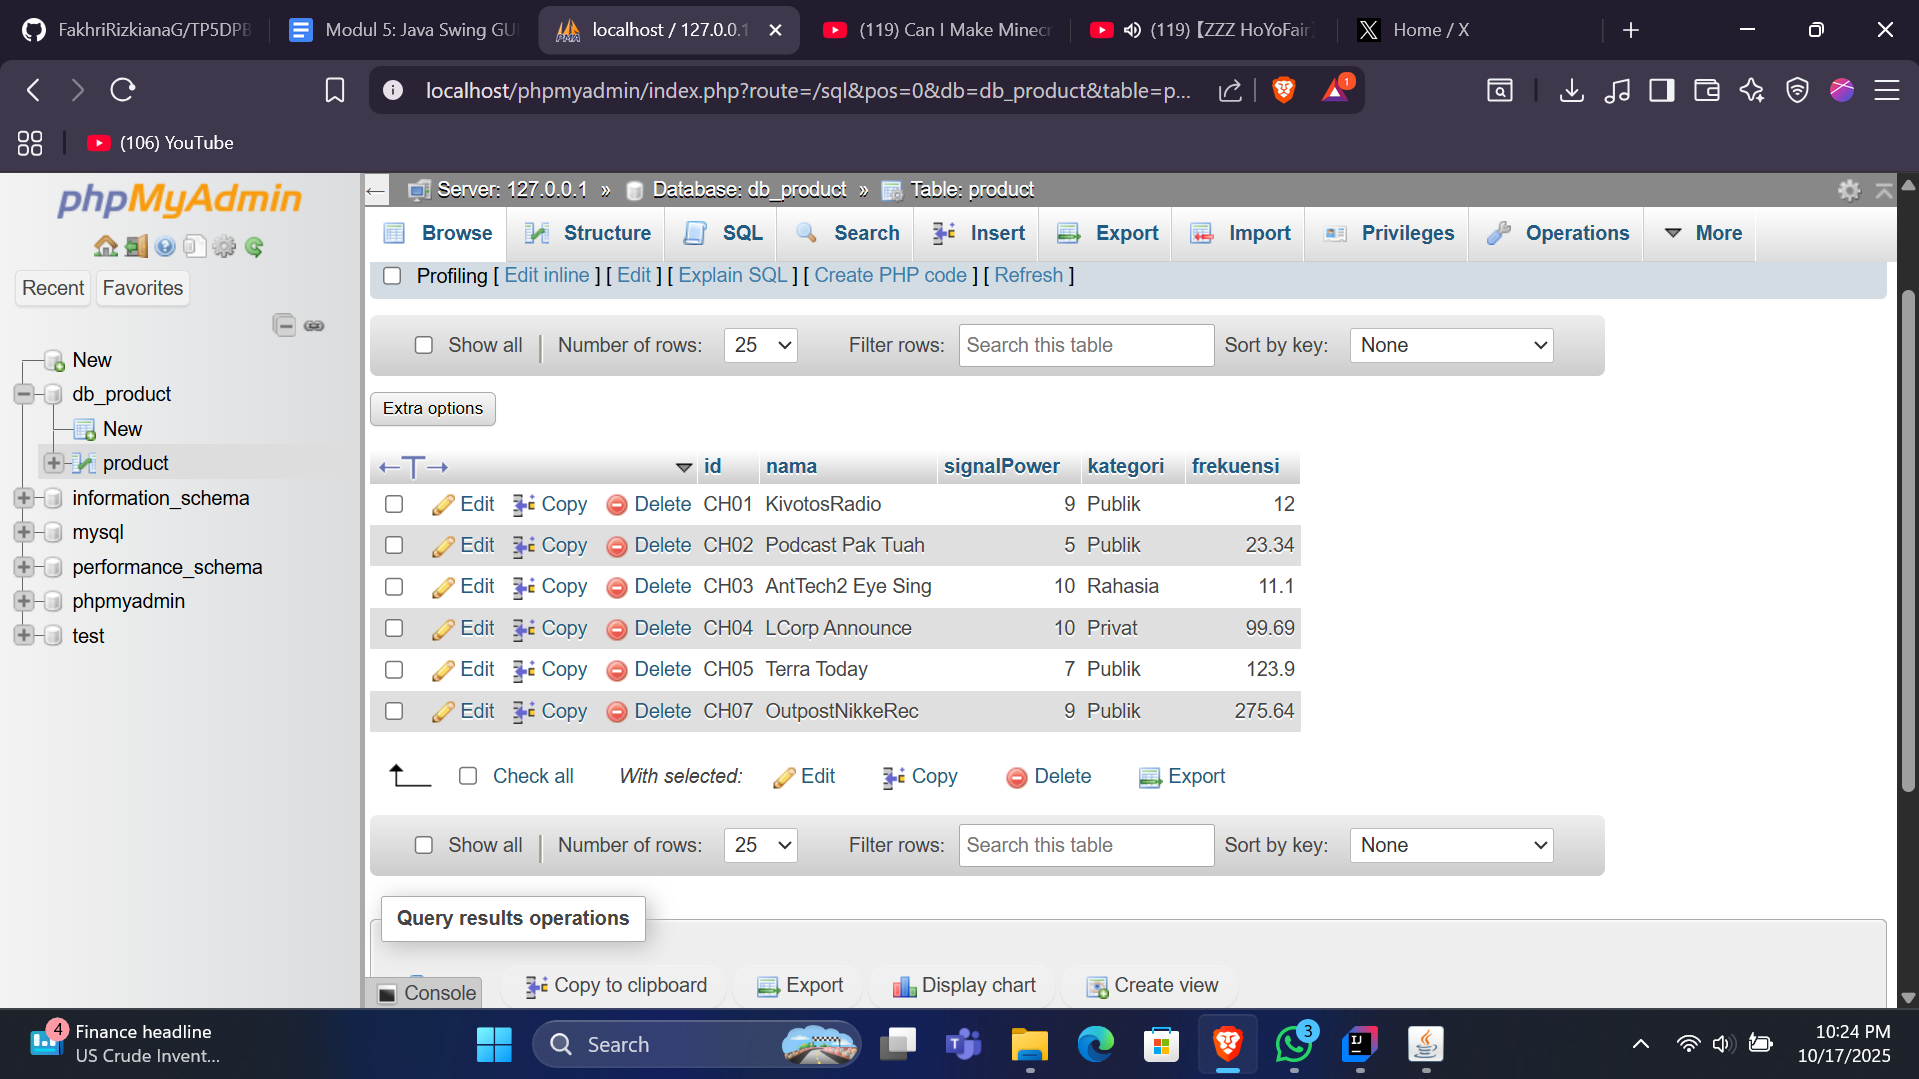 FakhriRizkianaG/TP5DPB
Modul 5: Java Swing GU
localhost / 127.0.0.1
(119) Can I Make Minecr
(119) 【ZZZ HoYoFair
Home / X
localhost/phpmyadmin/index.php?route=/sql&pos=0&db=db_product&table=p...
1
(106) YouTube
phpMyAdmin
Recent Favorites
New
db_product
New
product
information_schema
mysql
performance_schema
phpmyadmin
test
Server: 127.0.0.1 » Database: db_product » Table: product
Browse Structure SQL Search Insert Export Import Privileges Operations More
Profiling [ Edit inline ] [ Edit ] [ Explain SQL ] [ Create PHP code ] [ Refresh ]
Show all Number of rows: 25 Filter rows: Search this table Sort by key: None
Extra options
←T→ id nama signalPower kategori frekuensi
Edit Copy Delete CH01 KivotosRadio 9 Publik 12
Edit Copy Delete CH02 Podcast Pak Tuah 5 Publik 23.34
Edit Copy Delete CH03 AntTech2 Eye Sing 10 Rahasia 11.1
Edit Copy Delete CH04 LCorp Announce 10 Privat 99.69
Edit Copy Delete CH05 Terra Today 7 Publik 123.9
Edit Copy Delete CH07 OutpostNikkeRec 9 Publik 275.64
Check all With selected: Edit Copy Delete Export
Show all Number of rows: 25 Filter rows: Search this table Sort by key: None
Query results operations
Copy to clipboard Export Display chart Create view
Console
4
Finance headline
US Crude Invent...
Search
3
10:24 PM
10/17/2025